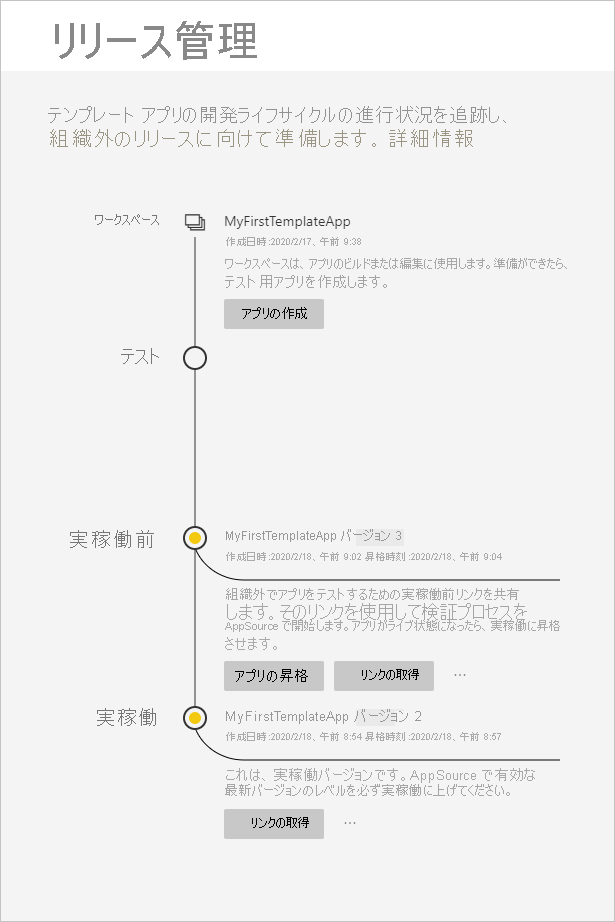 リリース管理
テンプレート アプリの開発ライフサイクルの進行状況を追跡し、
組織外のリリースに向けて準備します。 詳細情報
ワークスペース
MyFirstTemplateApp
作成日時:2020/2/17、午前 9:38
ワークスペースは、アプリのビルドまたは編集に使用します。準備ができたら、
テスト 用アプリを作成します。
アプリの作成
テスト
実稼働前
MyFirstTemplateApp バージョン 3
作成日時:2020/2/18、午前 9:02 昇格時刻:2020/2/18、午前 9:04
組織外でアプリをテストするための実稼働前リンクを共有
します。そのリンクを使用して検証プロセスを
AppSource で開始します。アプリがライブ状態になったら、実稼働に昇格
させます。
アプリの昇格
リンクの取得
...
実稼働
MyFirstTemplateApp バージョン 2
作成日時:2020/2/18、午前 8:54 昇格時刻:2020/2/18、午前 8:57
これは、実稼働バージョンです。AppSource で有効な
最新バージョンのレベルを必ず実稼働に上げてください。
リンクの取得
...